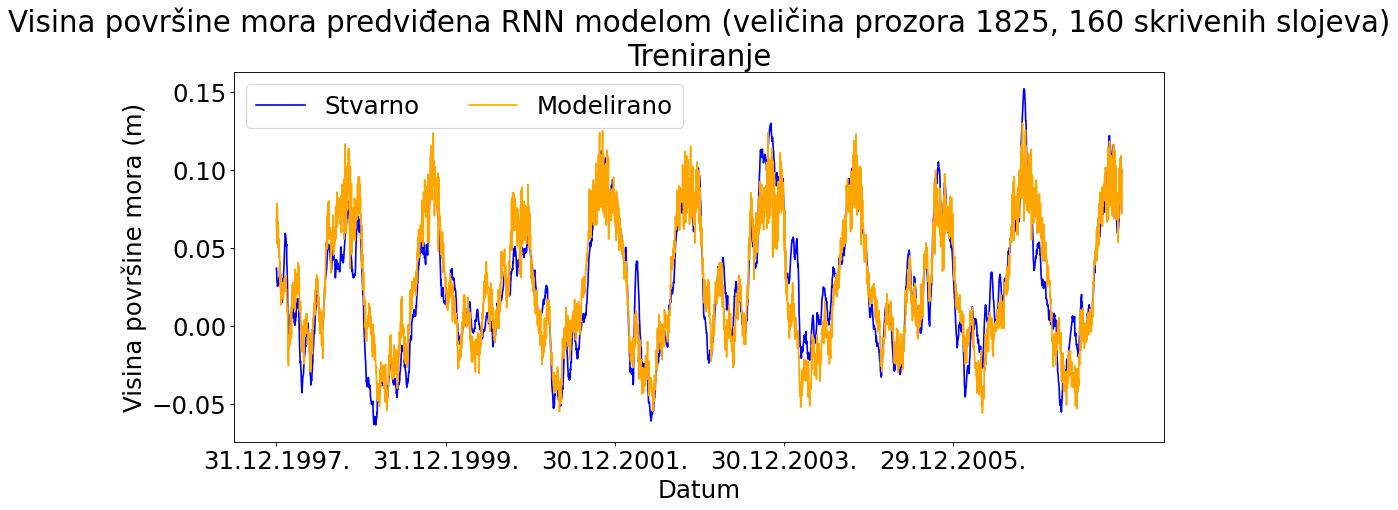 Visina površine mora predviđena RNN modelom (veličina prozora 1825, 160 skrivenih slojeva)
Treniranje
Stvarno Modelirano
Visina površine mora (m)
0.15
0.10
0.05
0.00
−0.05
31.12.1997. 31.12.1999. 30.12.2001. 30.12.2003. 29.12.2005.
Datum